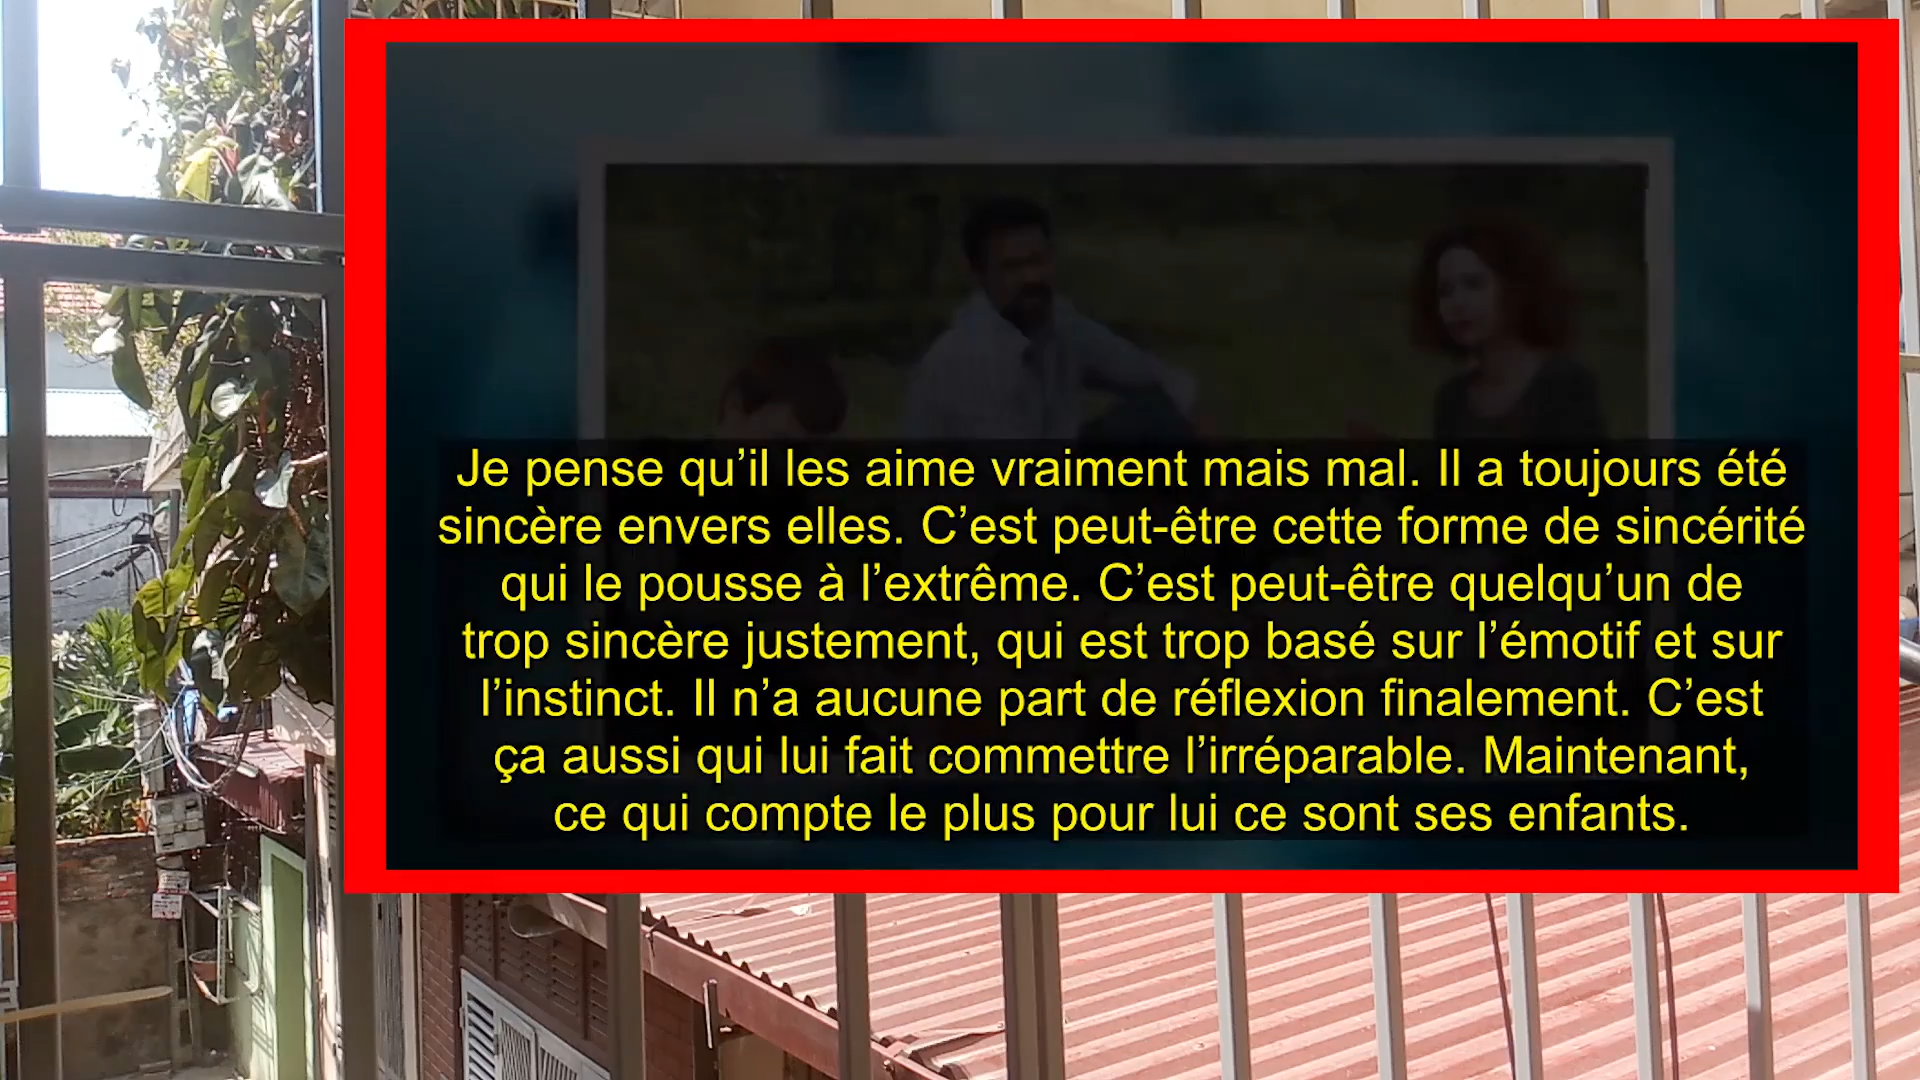 Je pense qu’il les aime vraiment mais mal. Il a toujours été
sincère envers elles. C’est peut-être cette forme de sincérité
qui le pousse à l’extrême. C’est peut-être quelqu’un de
trop sincère justement, qui est trop basé sur l’émotif et sur
l’instinct. Il n’a aucune part de réflexion finalement. C’est
ça aussi qui lui fait commettre l’irréparable. Maintenant,
ce qui compte le plus pour lui ce sont ses enfants.